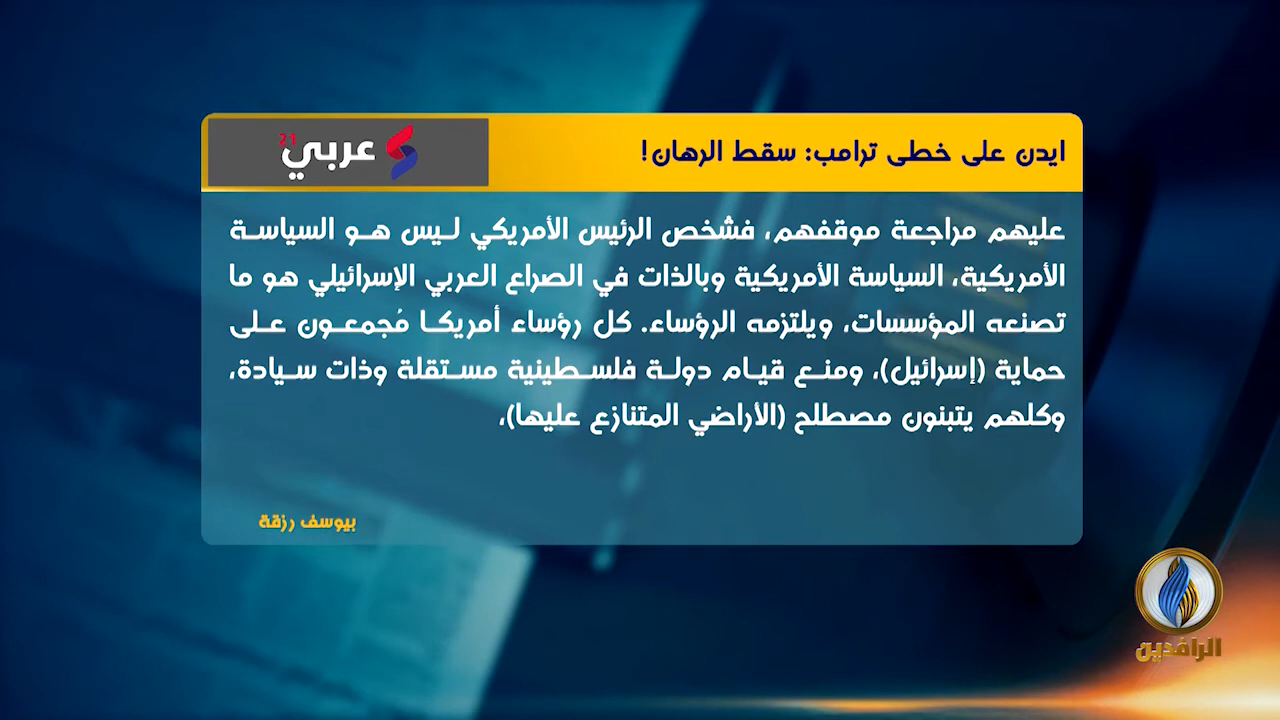 ايدن على خطى ترامب: سقط الرهان!
عربي 21
عليهم مراجعة موقفهم، فشخص الرئيس الأمريكي ليس هو السياسة
الأمريكية، السياسة الأمريكية وبالذات في الصراع العربي الإسرائيلي هو ما
تصنعه المؤسسات، ويلتزمه الرؤساء. كل رؤساء أمريكا مُجمعون على
حماية (إسرائيل)، ومنع قيام دولة فلسطينية مستقلة وذات سيادة،
وكلهم يتبنون مصطلح (الأراضي المتنازع عليها)،
بيوسف رزقة
الرافدين